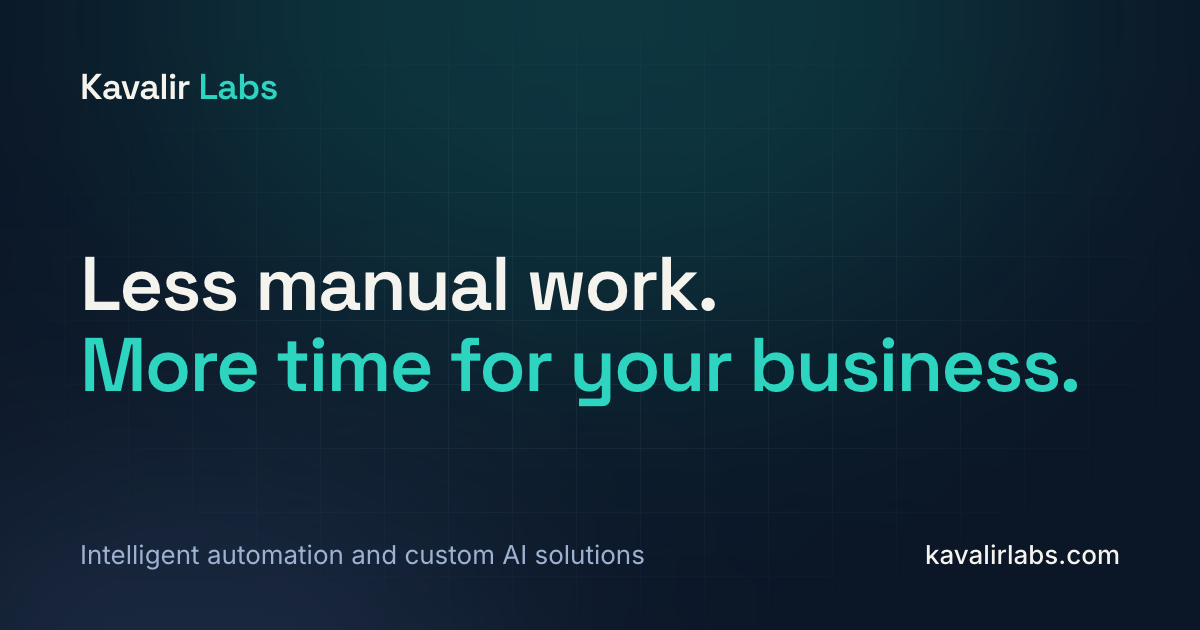 Kavalir Labs
Less manual work.
More time for your business.
Intelligent automation and custom AI solutions
kavalirlabs.com